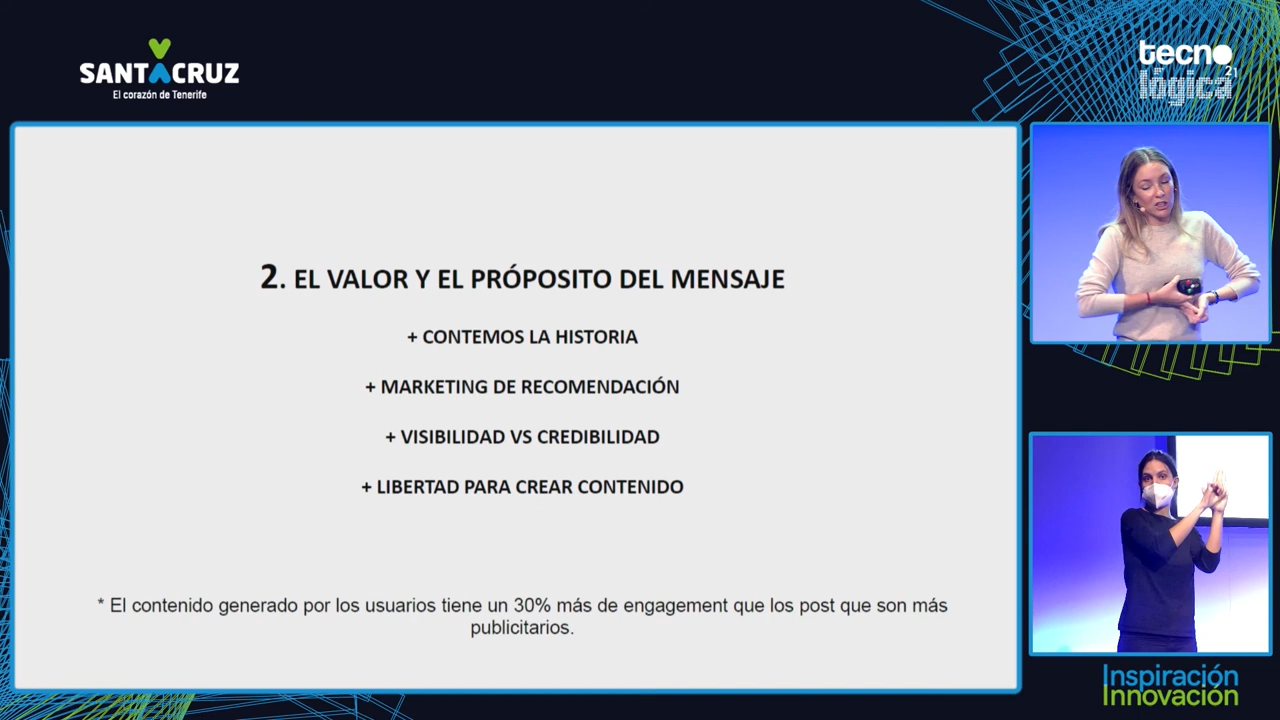 SANTACRUZ
El corazón de Tenerife
tecno
lógica
21
2. EL VALOR Y EL PRÓPOSITO DEL MENSAJE
+ CONTEMOS LA HISTORIA
+ MARKETING DE RECOMENDACIÓN
+ VISIBILIDAD VS CREDIBILIDAD
+ LIBERTAD PARA CREAR CONTENIDO
* El contenido generado por los usuarios tiene un 30% más de engagement que los post que son más
publicitarios.
Inspiración
Innovación